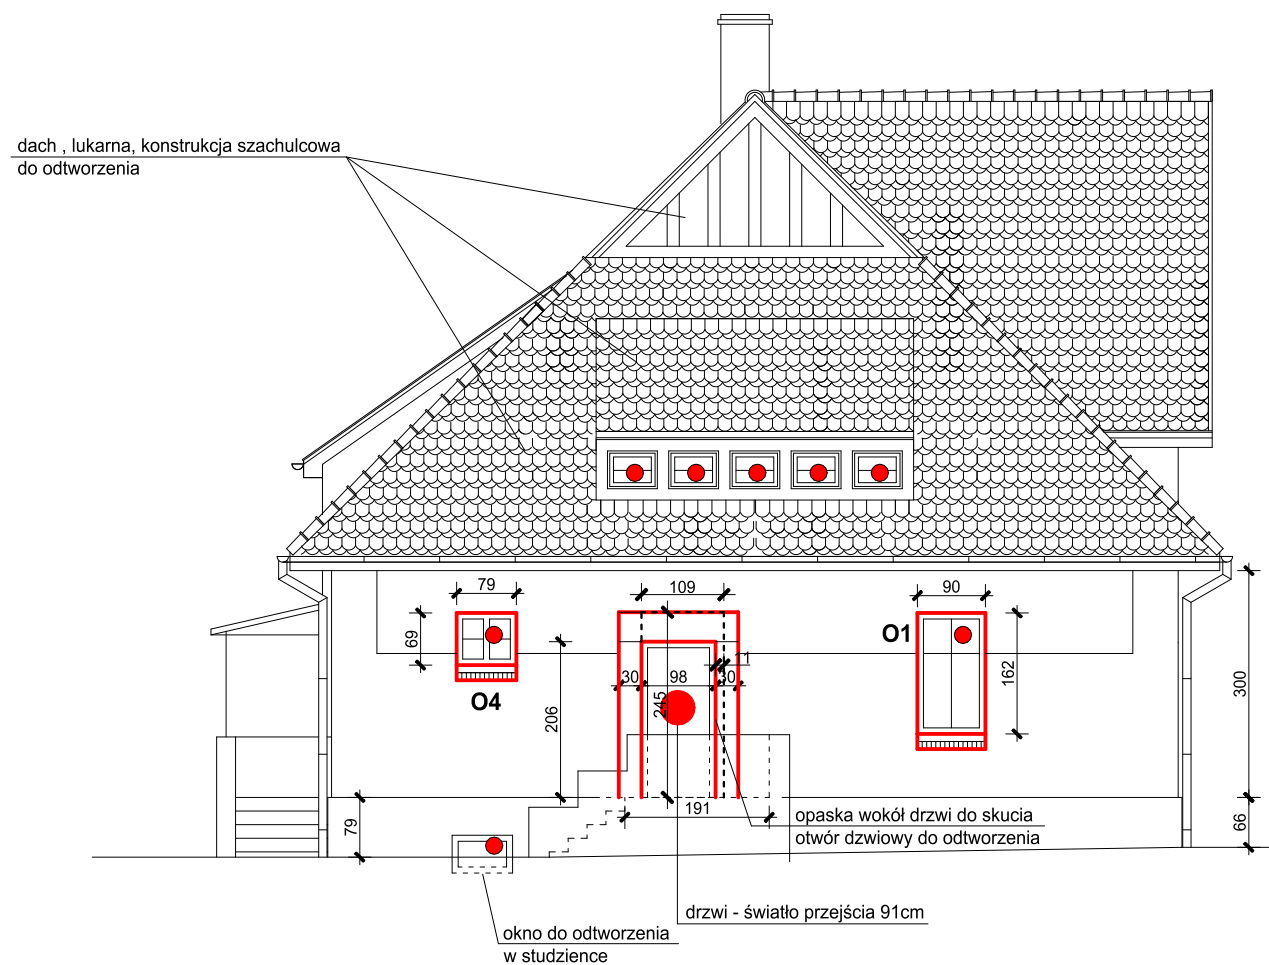 dach , lukarna, konstrukcja szachulcowa
do odtworzenia
79
109
90
69
O1
11
162
300
30
98
30
O4
245
206
191
79
66
opaska wokół drzwi do skucia
otwór dzwiowy do odtworzenia
drzwi - światło przejścia 91cm
okno do odtworzenia
w studzience